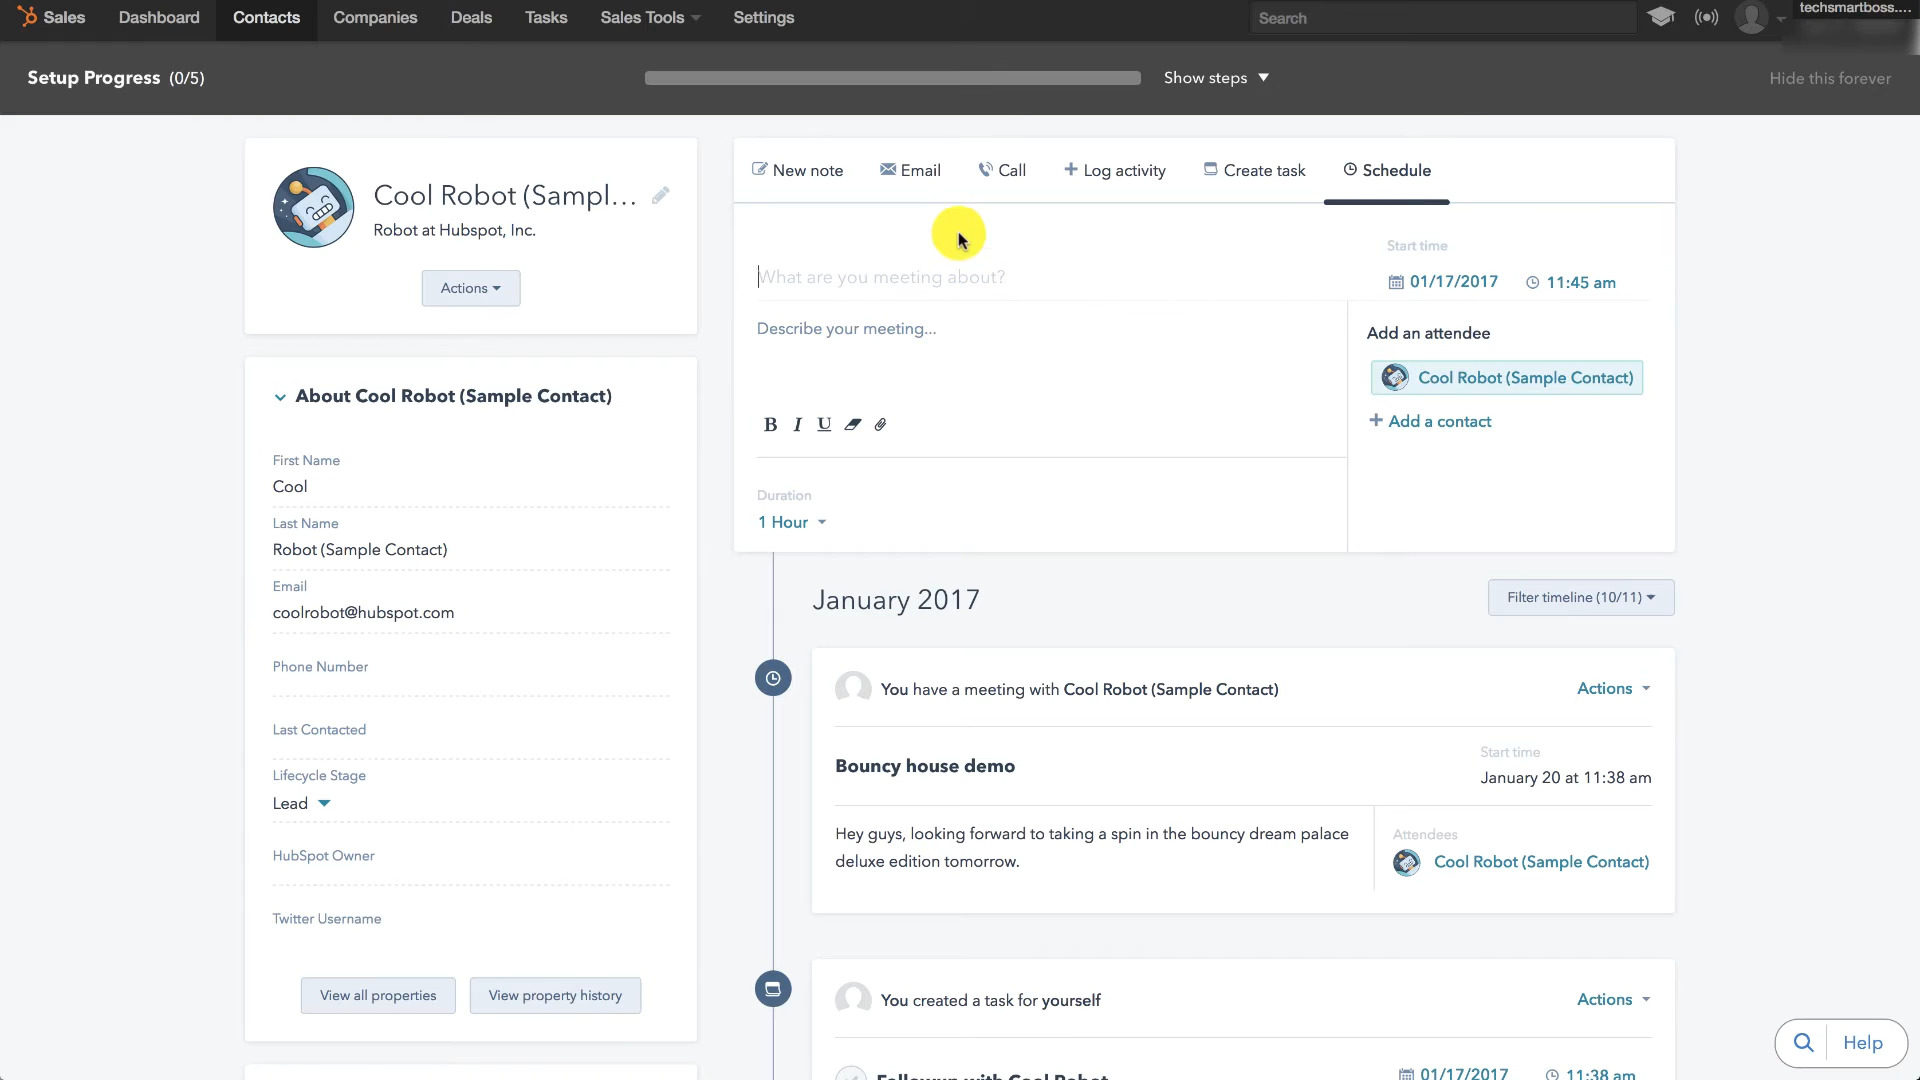 Sales Dashboard Contacts Companies Deals Tasks Sales Tools Settings Search techsmartboss....
Setup Progress (0/5) Show steps Hide this forever
Cool Robot (Sampl...
Robot at Hubspot, Inc.
Actions
About Cool Robot (Sample Contact)
First Name
Cool
Last Name
Robot (Sample Contact)
Email
coolrobot@hubspot.com
Phone Number
Last Contacted
Lifecycle Stage
Lead
HubSpot Owner
Twitter Username
View all properties View property history
New note Email Call Log activity Create task Schedule
What are you meeting about?
Start time
01/17/2017 11:45 am
Describe your meeting...
B I U
Duration
1 Hour
Add an attendee
Cool Robot (Sample Contact)
Add a contact
January 2017
Filter timeline (10/11)
You have a meeting with Cool Robot (Sample Contact) Actions
Bouncy house demo
Start time
January 20 at 11:38 am
Hey guys, looking forward to taking a spin in the bouncy dream palace
deluxe edition tomorrow.
Attendees
Cool Robot (Sample Contact)
You created a task for yourself Actions
Followup with Cool Robot 01/17/2017 11:38 am
Help